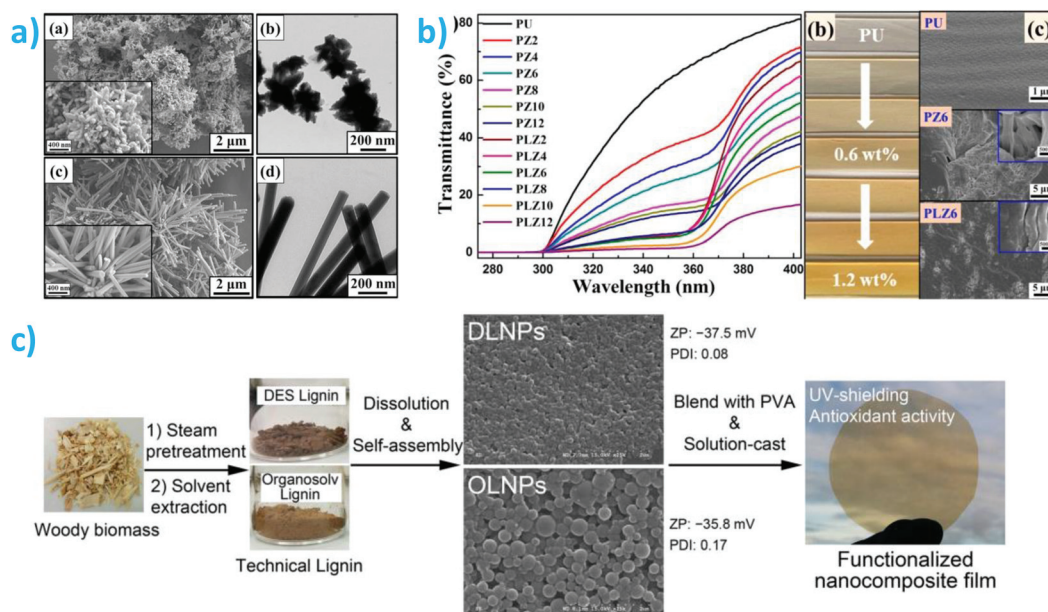 a)
(a)
400 nm
2 μm
(b)
200 nm
(c)
400 nm
2 μm
(d)
200 nm
b)
Transmittance (%)
80
60
40
20
0
280
300
320
340
360
380
400
Wavelength (nm)
PU
PZ2
PZ4
PZ6
PZ8
PZ10
PZ12
PLZ2
PLZ4
PLZ6
PLZ8
PLZ10
PLZ12
(b)
PU
0.6 wt%
1.2 wt%
(c)
PU
1 μm
PZ6
5 μm
PLZ6
5 μm
c)
Woody biomass
1) Steam
pretreatment
2) Solvent
extraction
DES Lignin
Organosolv
Lignin
Technical Lignin
Dissolution
&
Self-assembly
DLNPs
ZP: −37.5 mV
PDI: 0.08
OLNPs
ZP: −35.8 mV
PDI: 0.17
Blend with PVA
&
Solution-cast
UV-shielding
Antioxidant activity
Functionalized
nanocomposite film